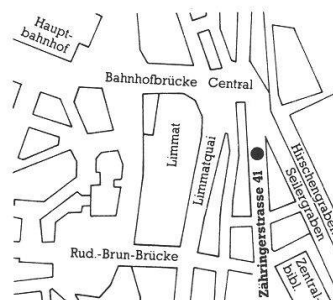 Haupt-
bahnhof
Bahnhofbrücke Central
Limmat
Limmatquai
Zähringerstrasse 41
Hirschengraben
Seilergraben
Rud.-Brun-Brücke
Zentral
bibl.